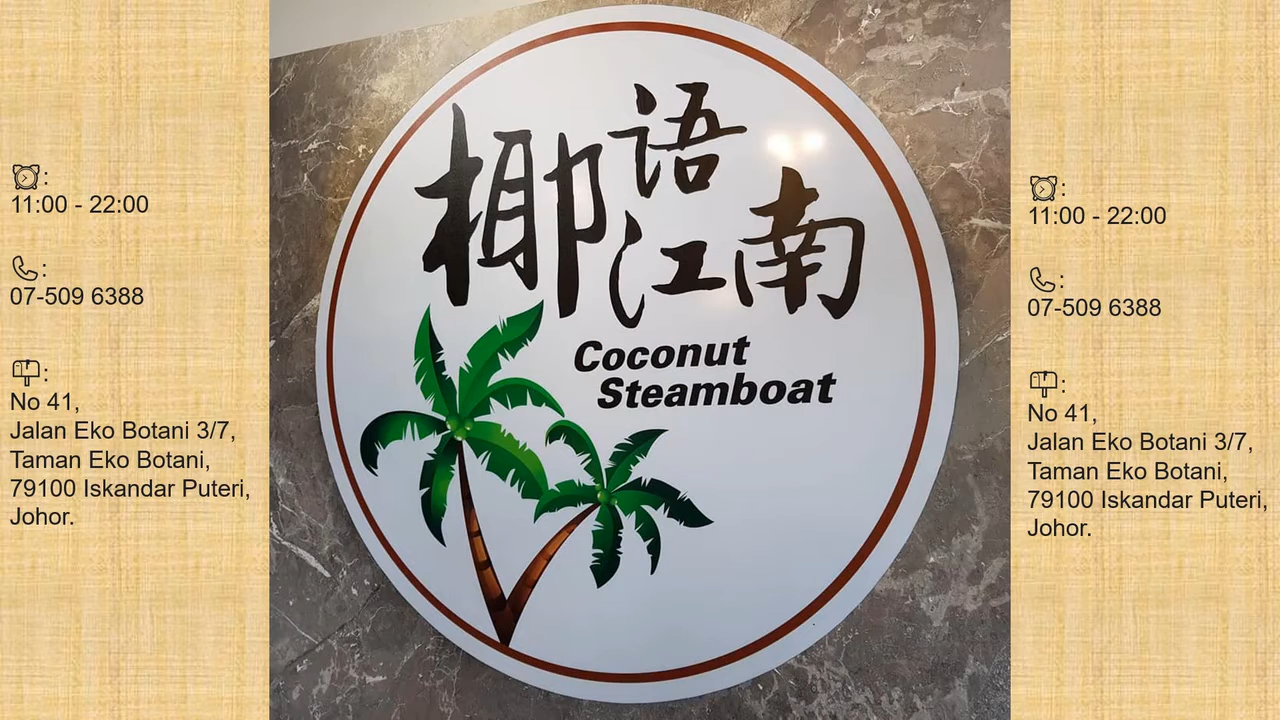 ⏰:
11:00 - 22:00
📞:
07-509 6388
📫:
No 41,
Jalan Eko Botani 3/7,
Taman Eko Botani,
79100 Iskandar Puteri,
Johor.
椰语江南
Coconut
Steamboat
⏰:
11:00 - 22:00
📞:
07-509 6388
📫:
No 41,
Jalan Eko Botani 3/7,
Taman Eko Botani,
79100 Iskandar Puteri,
Johor.